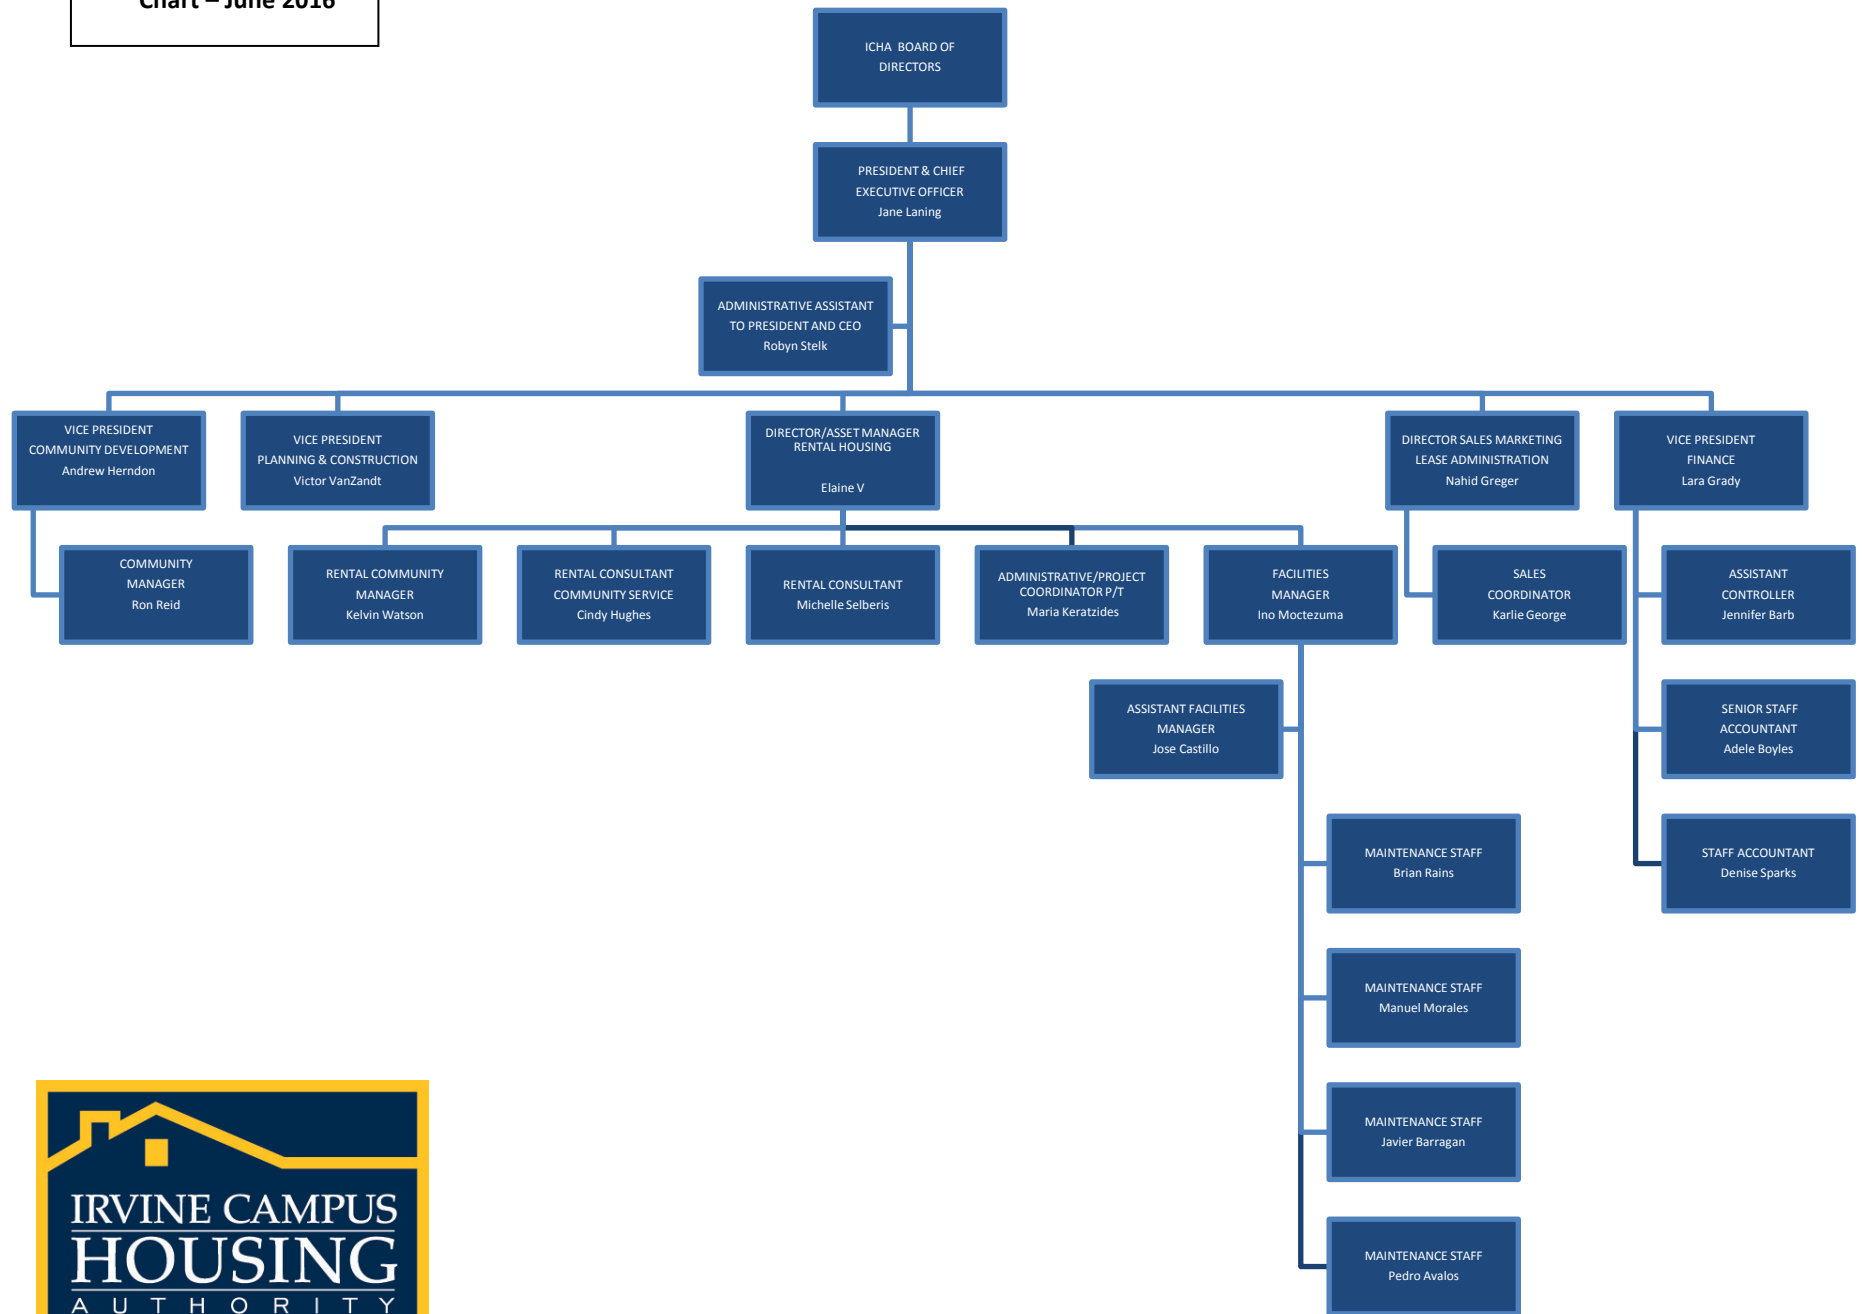 Chart – June 2016
ICHA BOARD OF
DIRECTORS
PRESIDENT & CHIEF
EXECUTIVE OFFICER
Jane Laning
ADMINISTRATIVE ASSISTANT
TO PRESIDENT AND CEO
Robyn Stelk
VICE PRESIDENT
COMMUNITY DEVELOPMENT
Andrew Herndon
VICE PRESIDENT
PLANNING & CONSTRUCTION
Victor VanZandt
DIRECTOR/ASSET MANAGER
RENTAL HOUSING
Elaine V
DIRECTOR SALES MARKETING
LEASE ADMINISTRATION
Nahid Greger
VICE PRESIDENT
FINANCE
Lara Grady
COMMUNITY
MANAGER
Ron Reid
RENTAL COMMUNITY
MANAGER
Kelvin Watson
RENTAL CONSULTANT
COMMUNITY SERVICE
Cindy Hughes
RENTAL CONSULTANT
Michelle Selberis
ADMINISTRATIVE/PROJECT
COORDINATOR P/T
Maria Keratzides
FACILITIES
MANAGER
Ino Moctezuma
SALES
COORDINATOR
Karlie George
ASSISTANT
CONTROLLER
Jennifer Barb
ASSISTANT FACILITIES
MANAGER
Jose Castillo
SENIOR STAFF
ACCOUNTANT
Adele Boyles
MAINTENANCE STAFF
Brian Rains
STAFF ACCOUNTANT
Denise Sparks
MAINTENANCE STAFF
Manuel Morales
MAINTENANCE STAFF
Javier Barragan
MAINTENANCE STAFF
Pedro Avalos
IRVINE CAMPUS
HOUSING
AUTHORITY